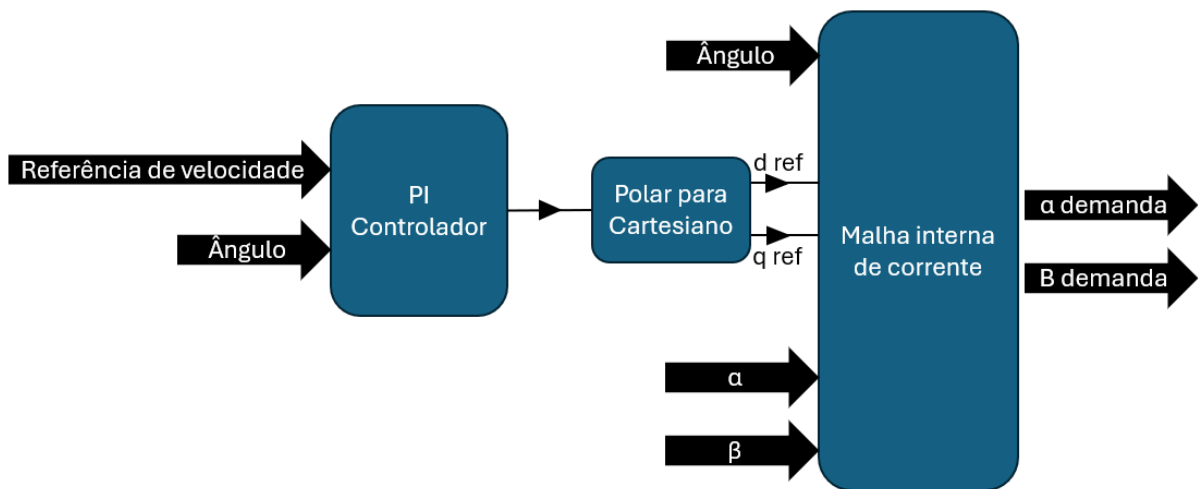 Ângulo
Referência de velocidade
Ângulo
PI
Controlador
Polar para
Cartesiano
d ref
q ref
Malha interna
de corrente
α
β
α demanda
B demanda